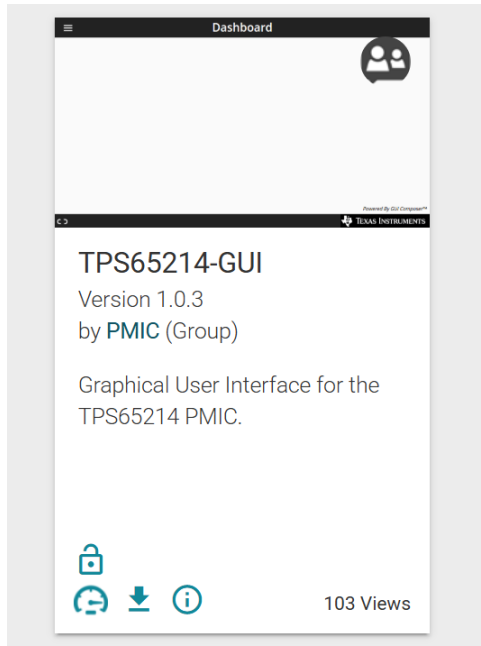 Dashboard
Powered By GUI Composer™
TEXAS INSTRUMENTS
TPS65214-GUI
Version 1.0.3
by PMIC (Group)
Graphical User Interface for the
TPS65214 PMIC.
103 Views